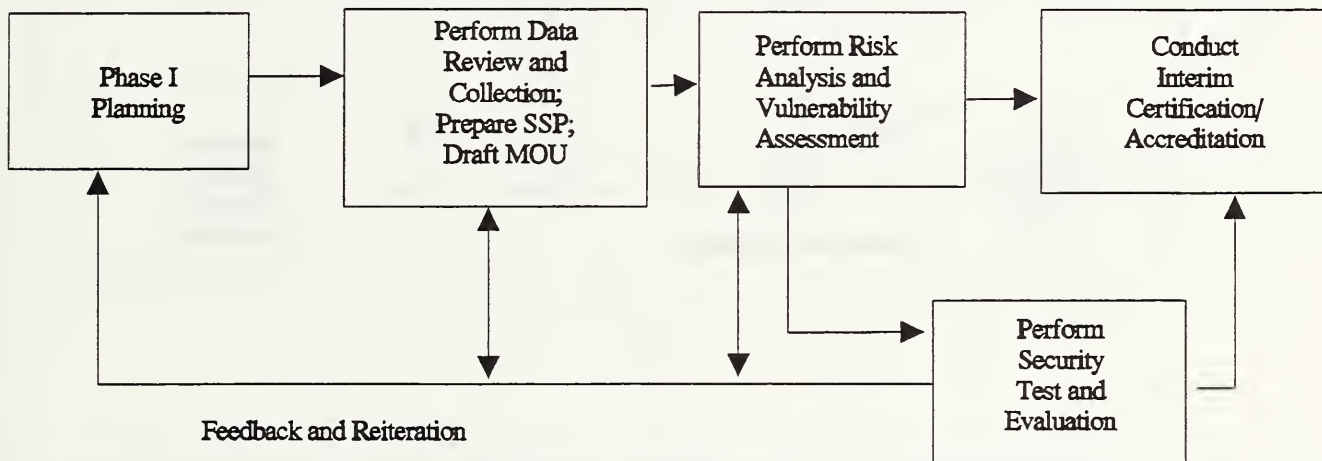 Phase I
Planning
Perform Data
Review and
Collection;
Prepare SSP;
Draft MOU
Perform Risk
Analysis and
Vulnerability
Assessment
Conduct
Interim
Certification/
Accreditation
Perform
Security
Test and
Evaluation
Feedback and Reiteration